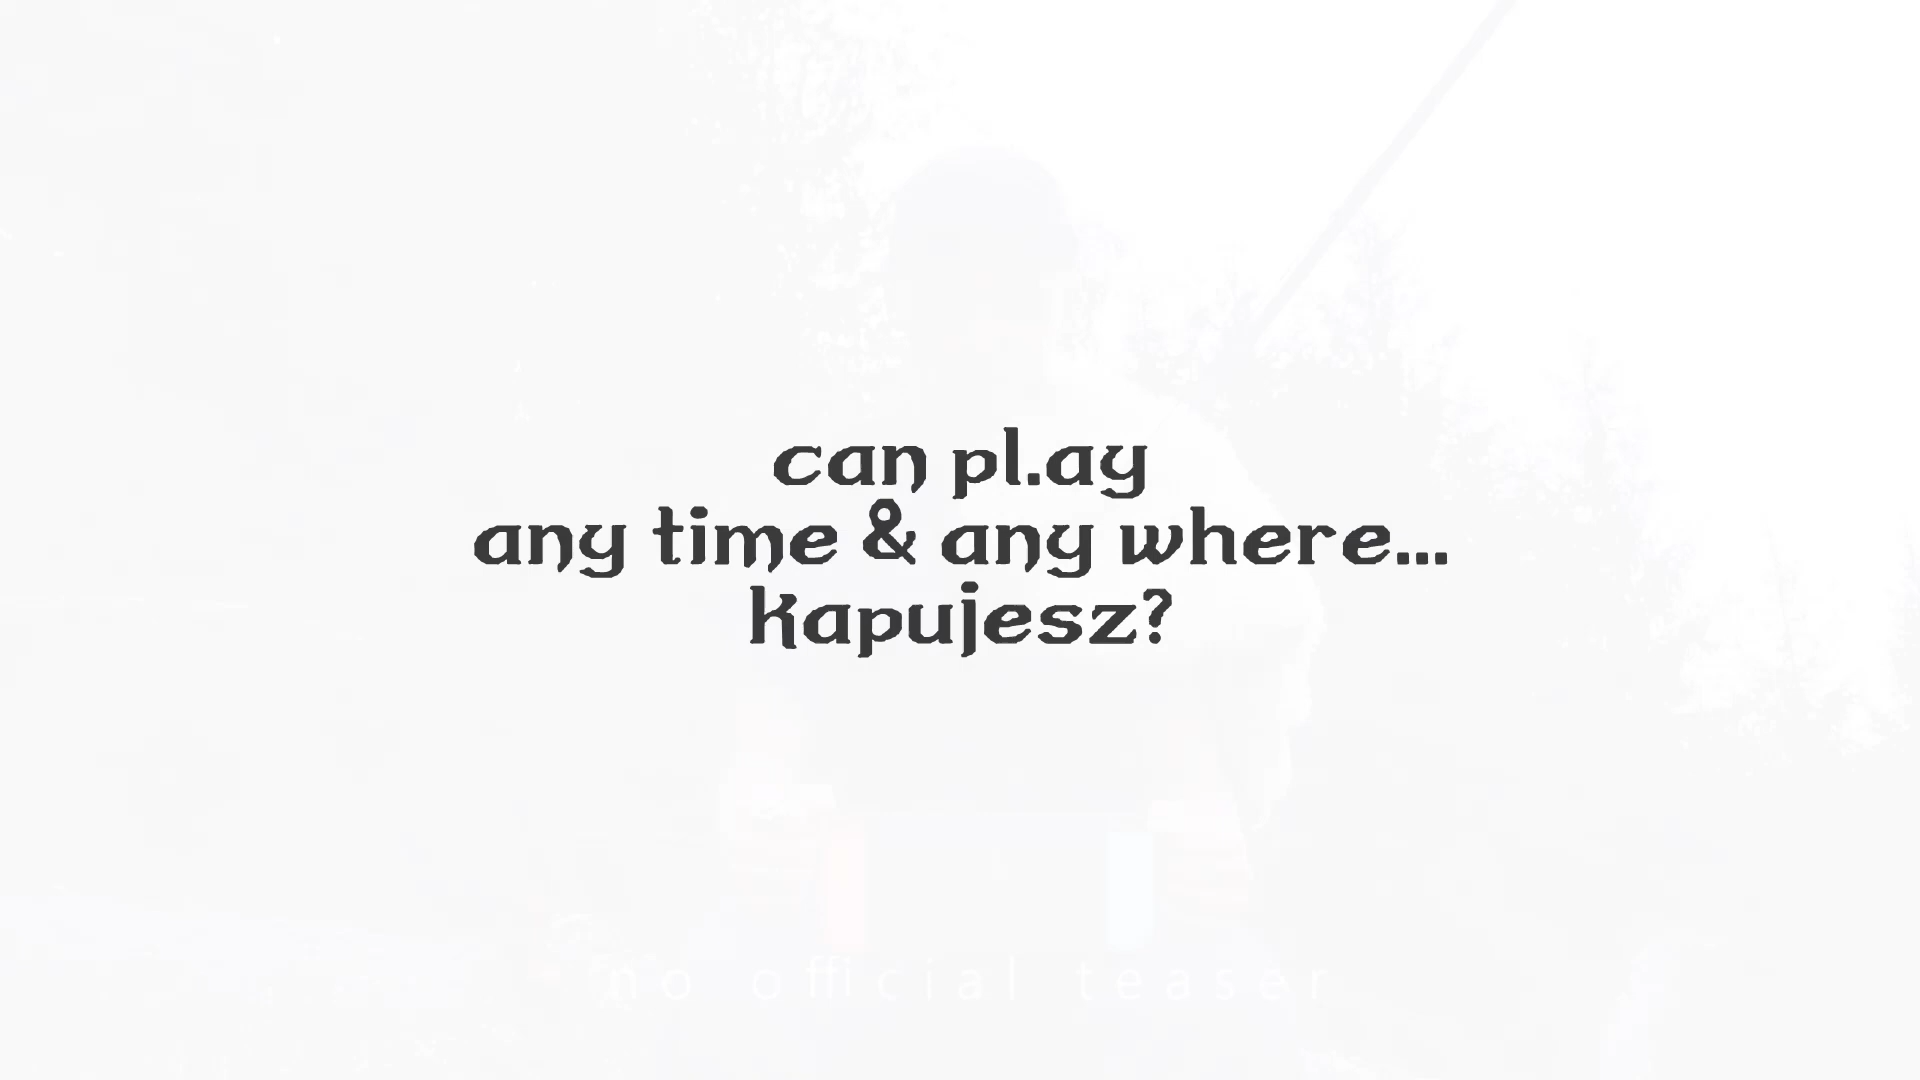 can pl.ay
any time & any where...
kapujesz?
no official teaser